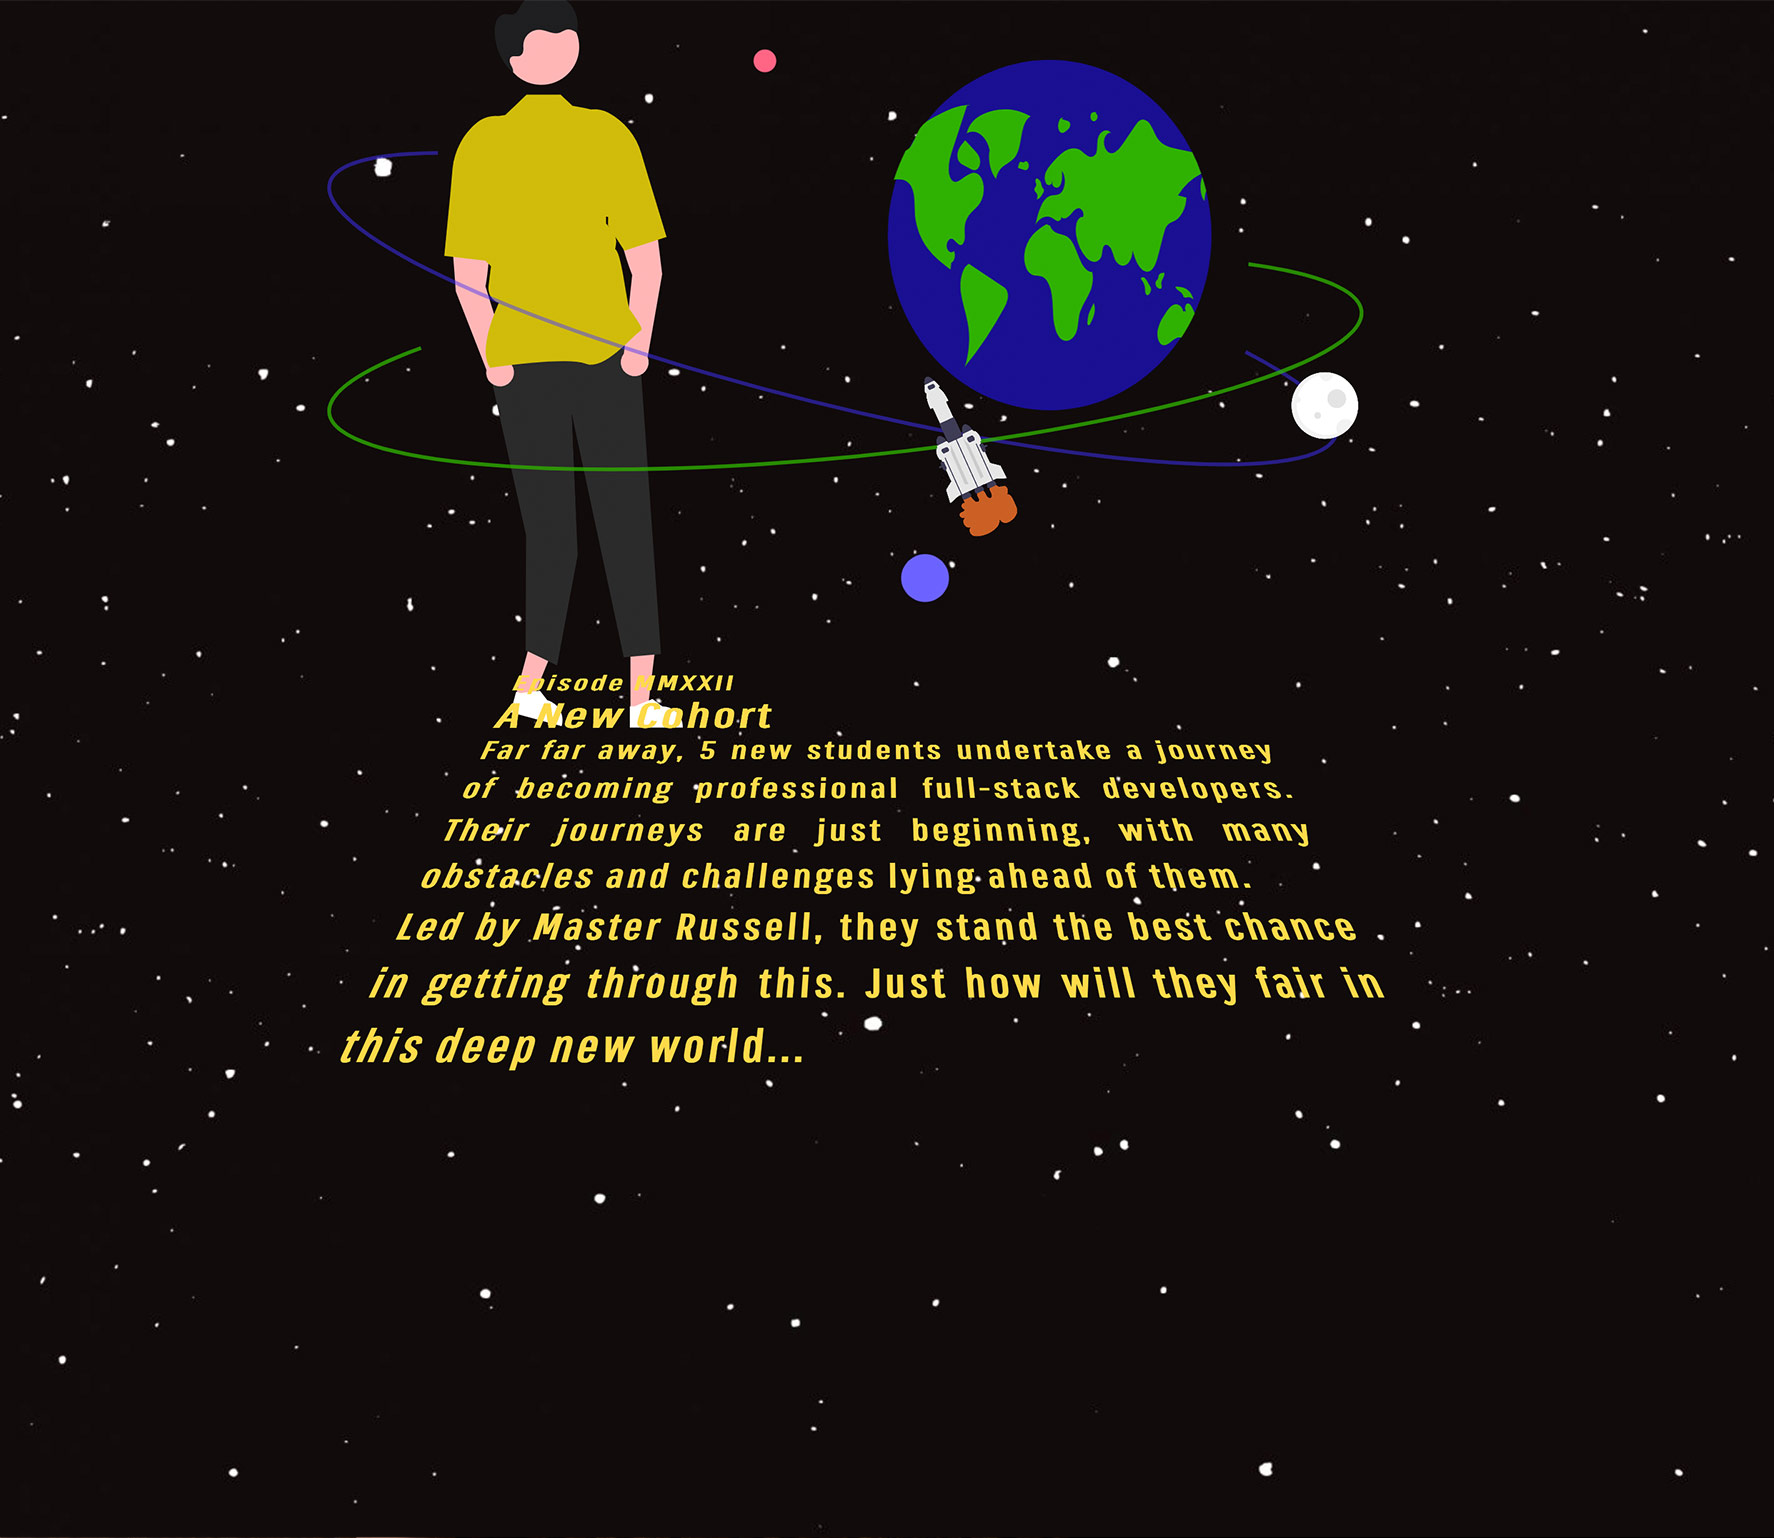 Episode MMXXII
A New Cohort
Far far away, 5 new students undertake a journey
of becoming professional full-stack developers.
Their journeys are just beginning, with many
obstacles and challenges lying ahead of them.
Led by Master Russell, they stand the best chance
in getting through this. Just how will they fair in
this deep new world...